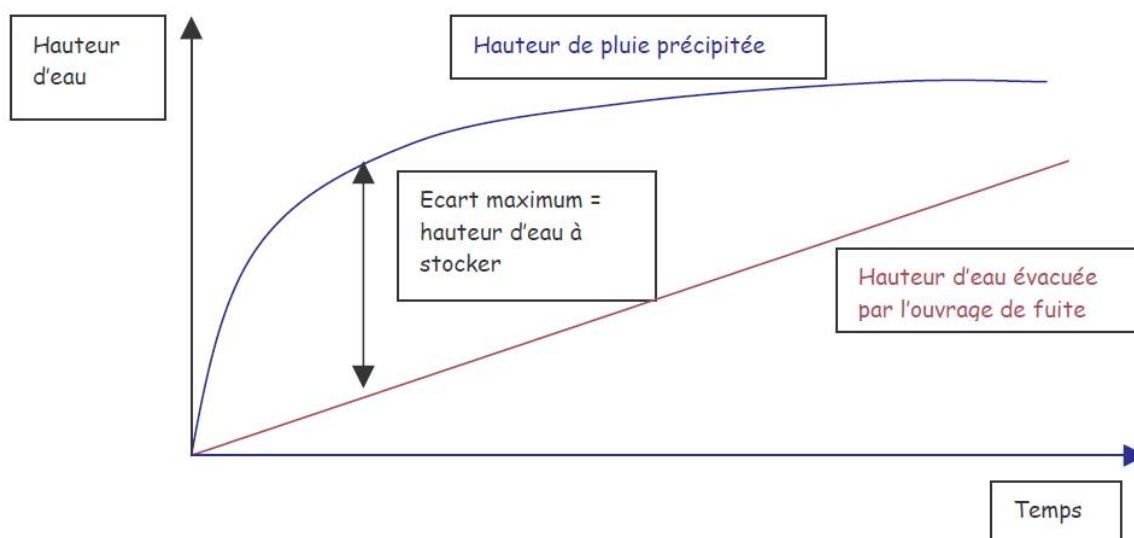 Hauteur
d'eau
Hauteur de pluie précipitée
Ecart maximum =
hauteur d'eau à
stocker
Hauteur d'eau évacuée
par l'ouvrage de fuite
Temps